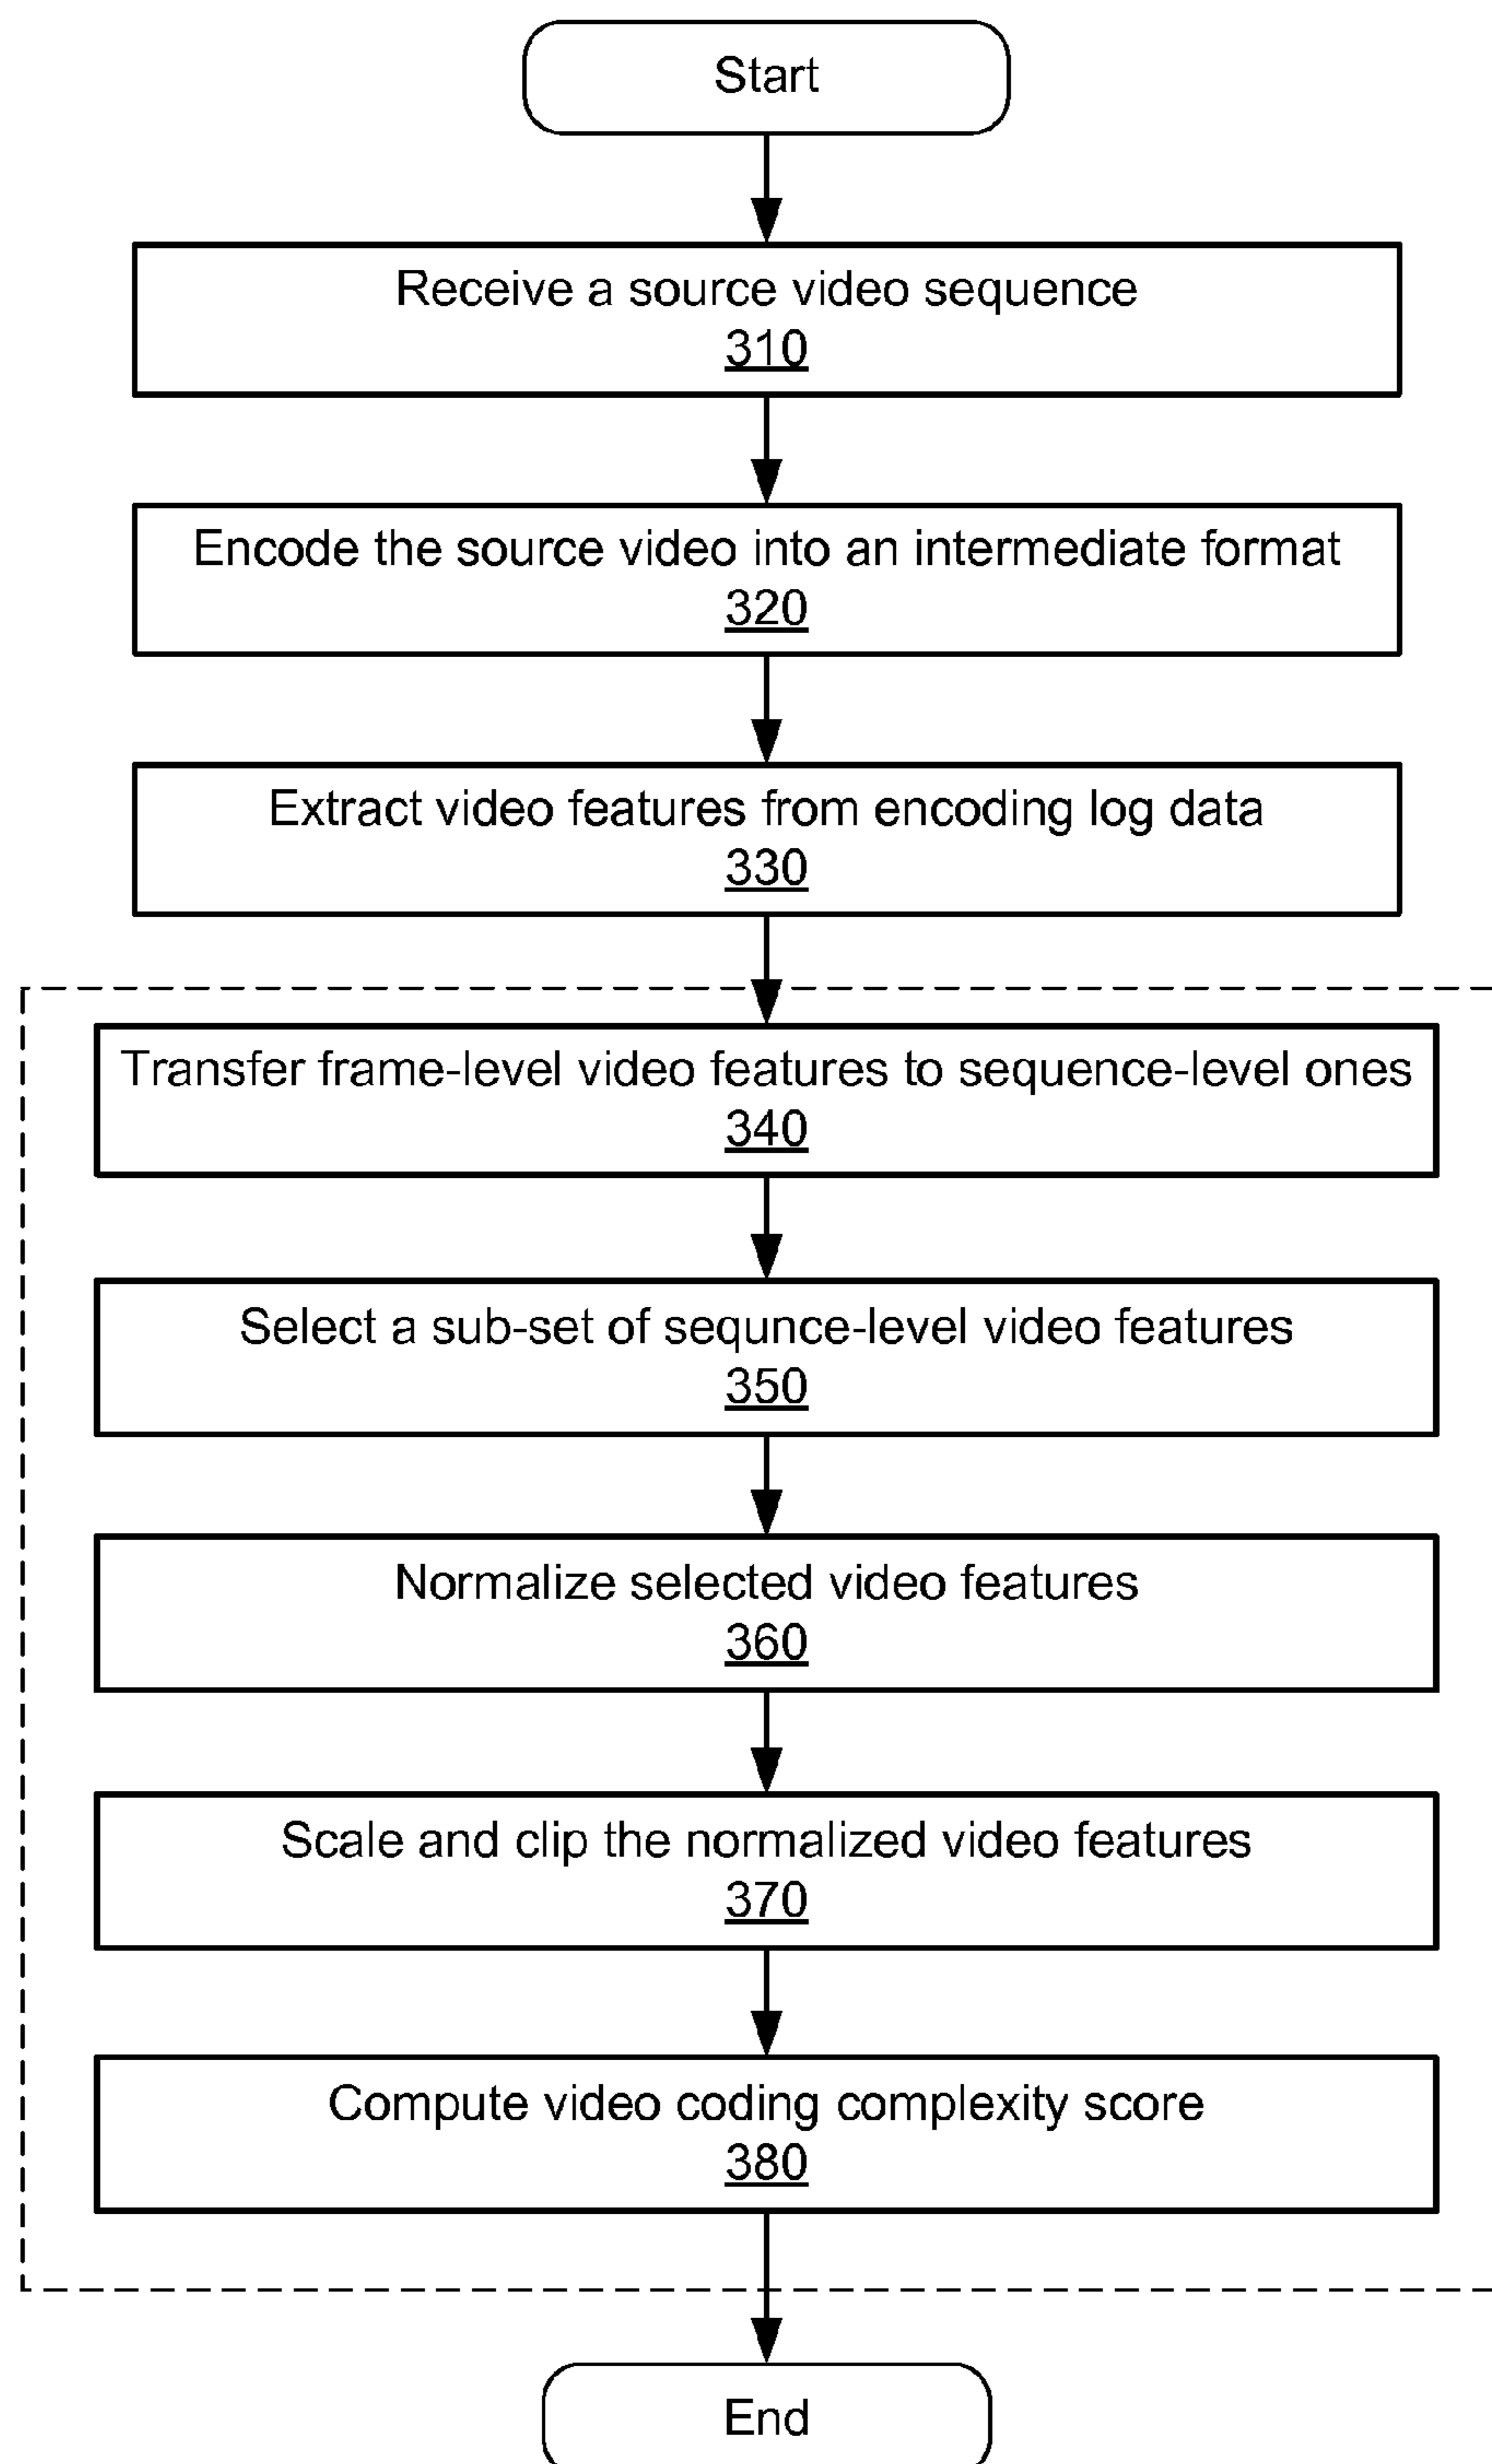 Start
Receive a source video sequence
310
Encode the source video into an intermediate format
320
Extract video features from encoding log data
330
Transfer frame-level video features to sequence-level ones
340
Select a sub-set of sequnce-level video features
350
Normalize selected video features
360
Scale and clip the normalized video features
370
Compute video coding complexity score
380
End